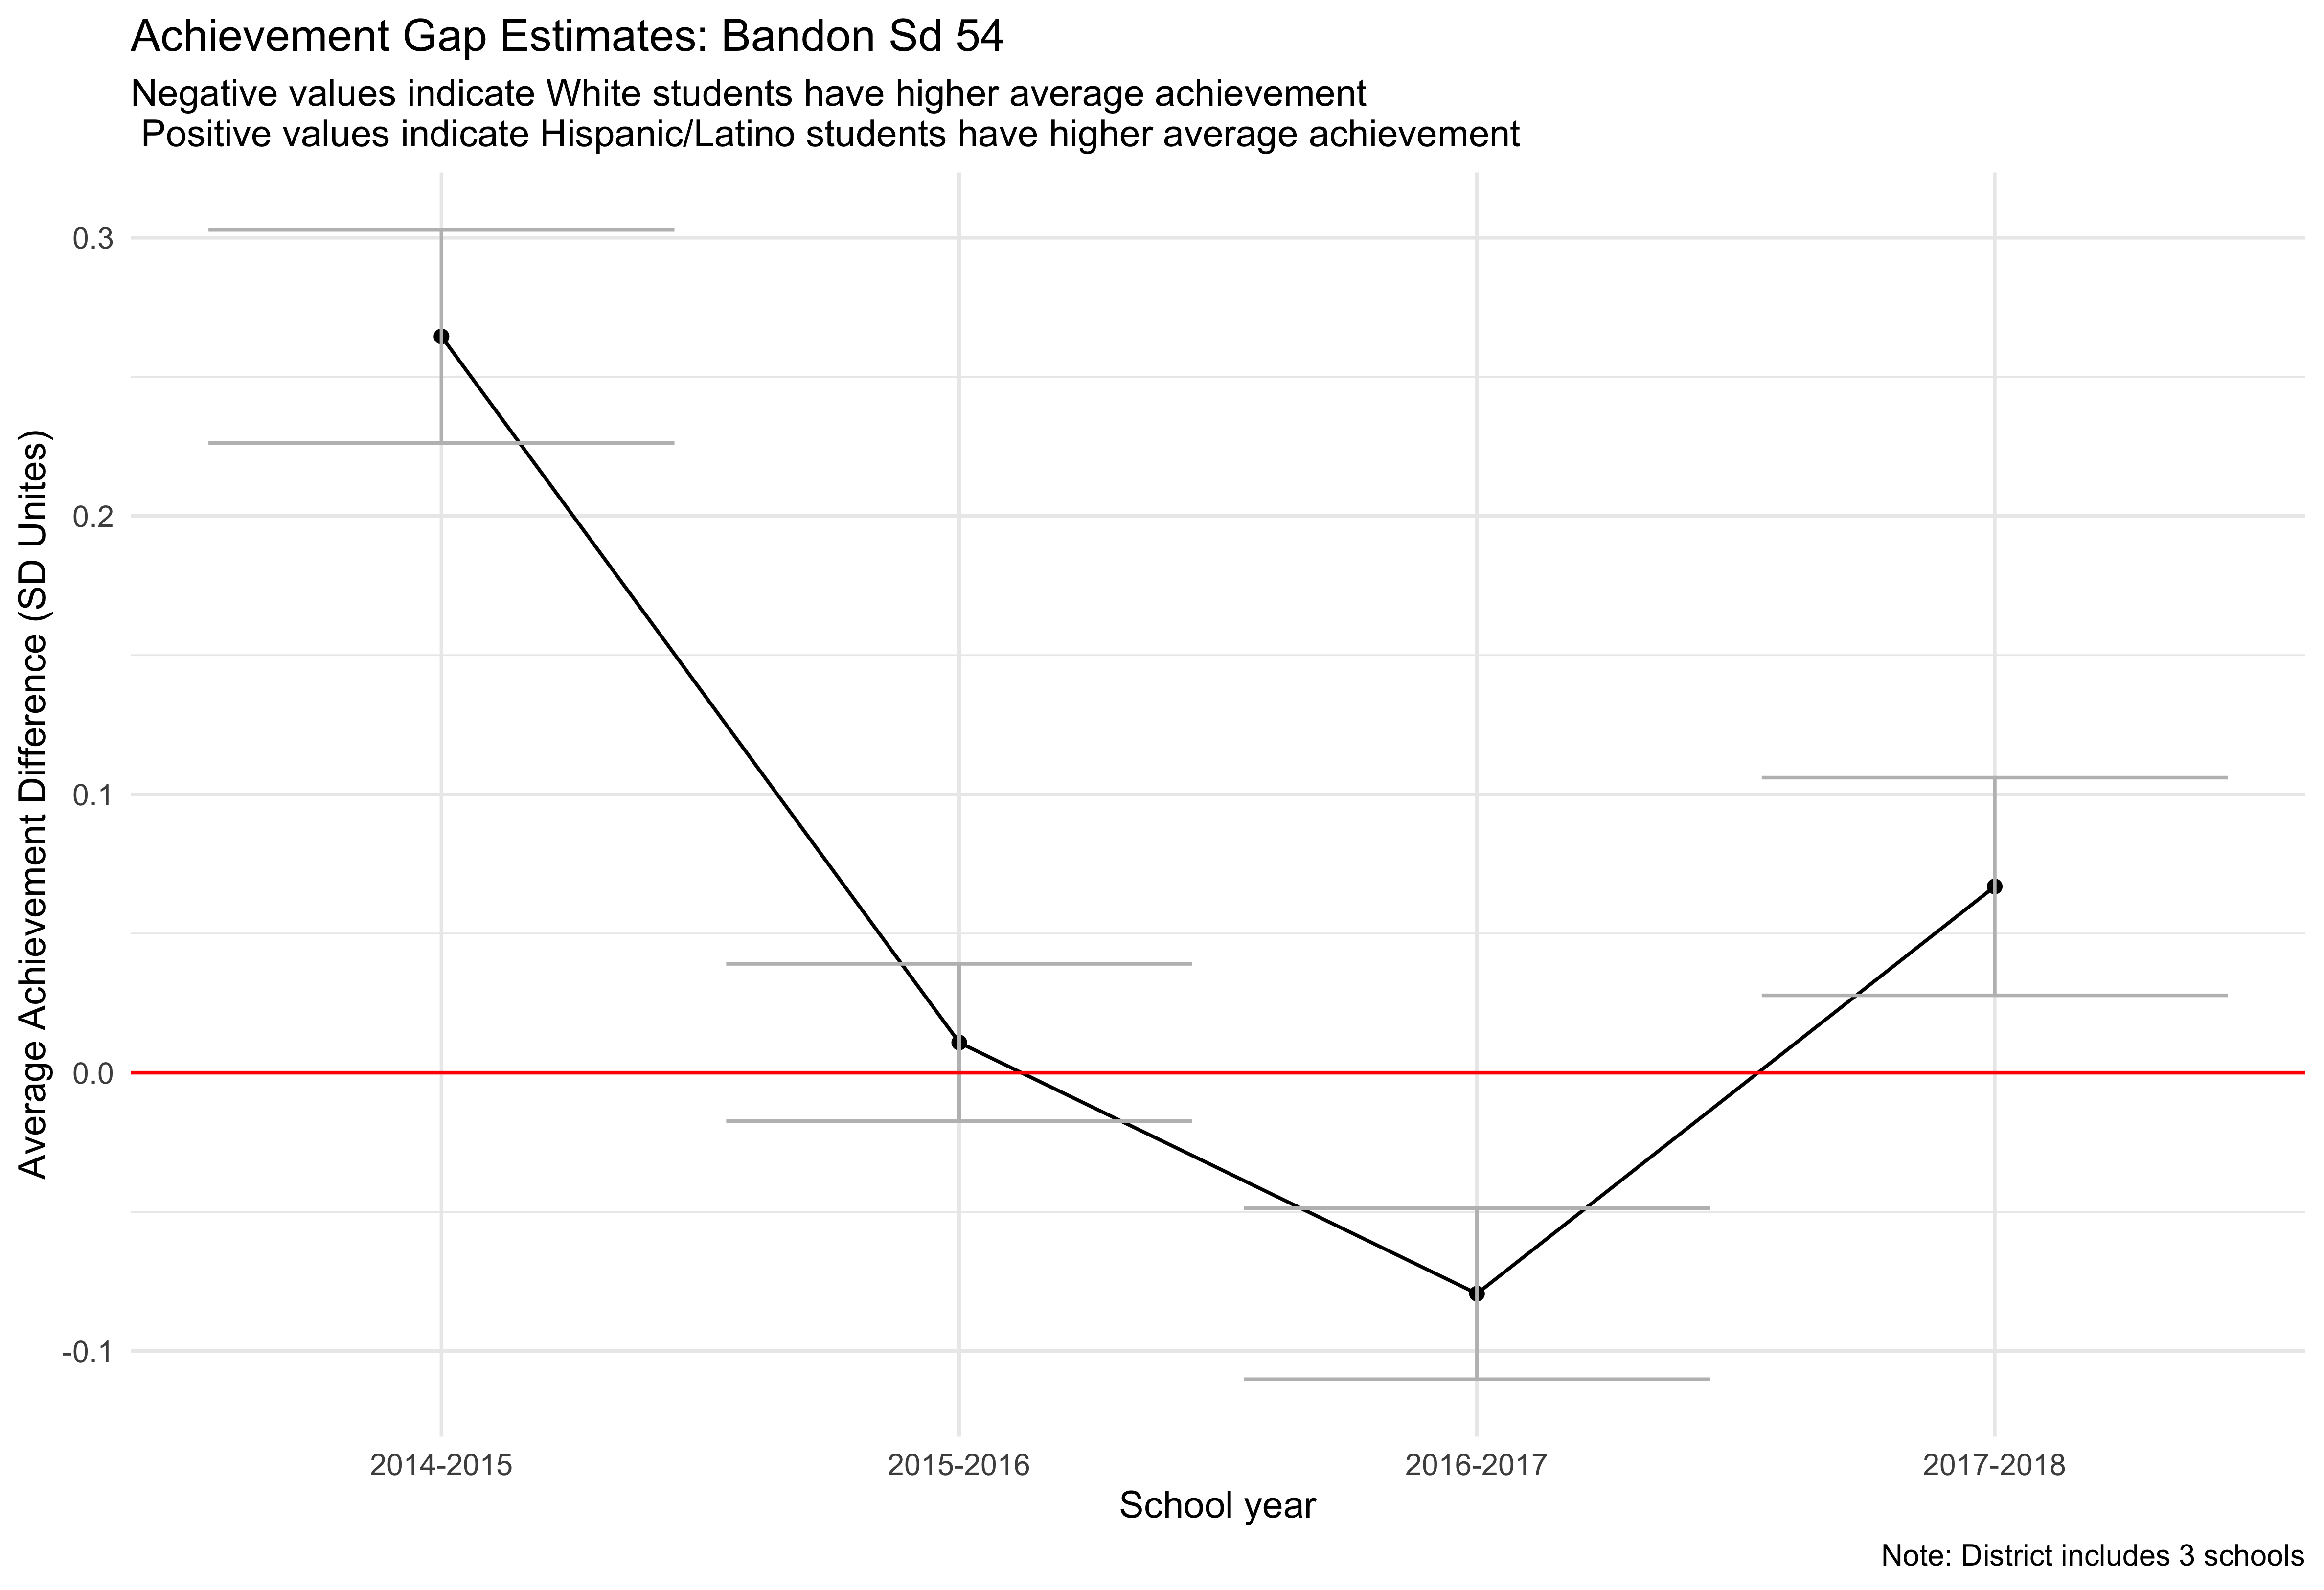 Achievement Gap Estimates: Bandon Sd 54
Negative values indicate White students have higher average achievement
Positive values indicate Hispanic/Latino students have higher average achievement
Average Achievement Difference (SD Unites)
0.3
0.2
0.1
0.0
-0.1
2014-2015
2015-2016
2016-2017
2017-2018
School year
Note: District includes 3 schools